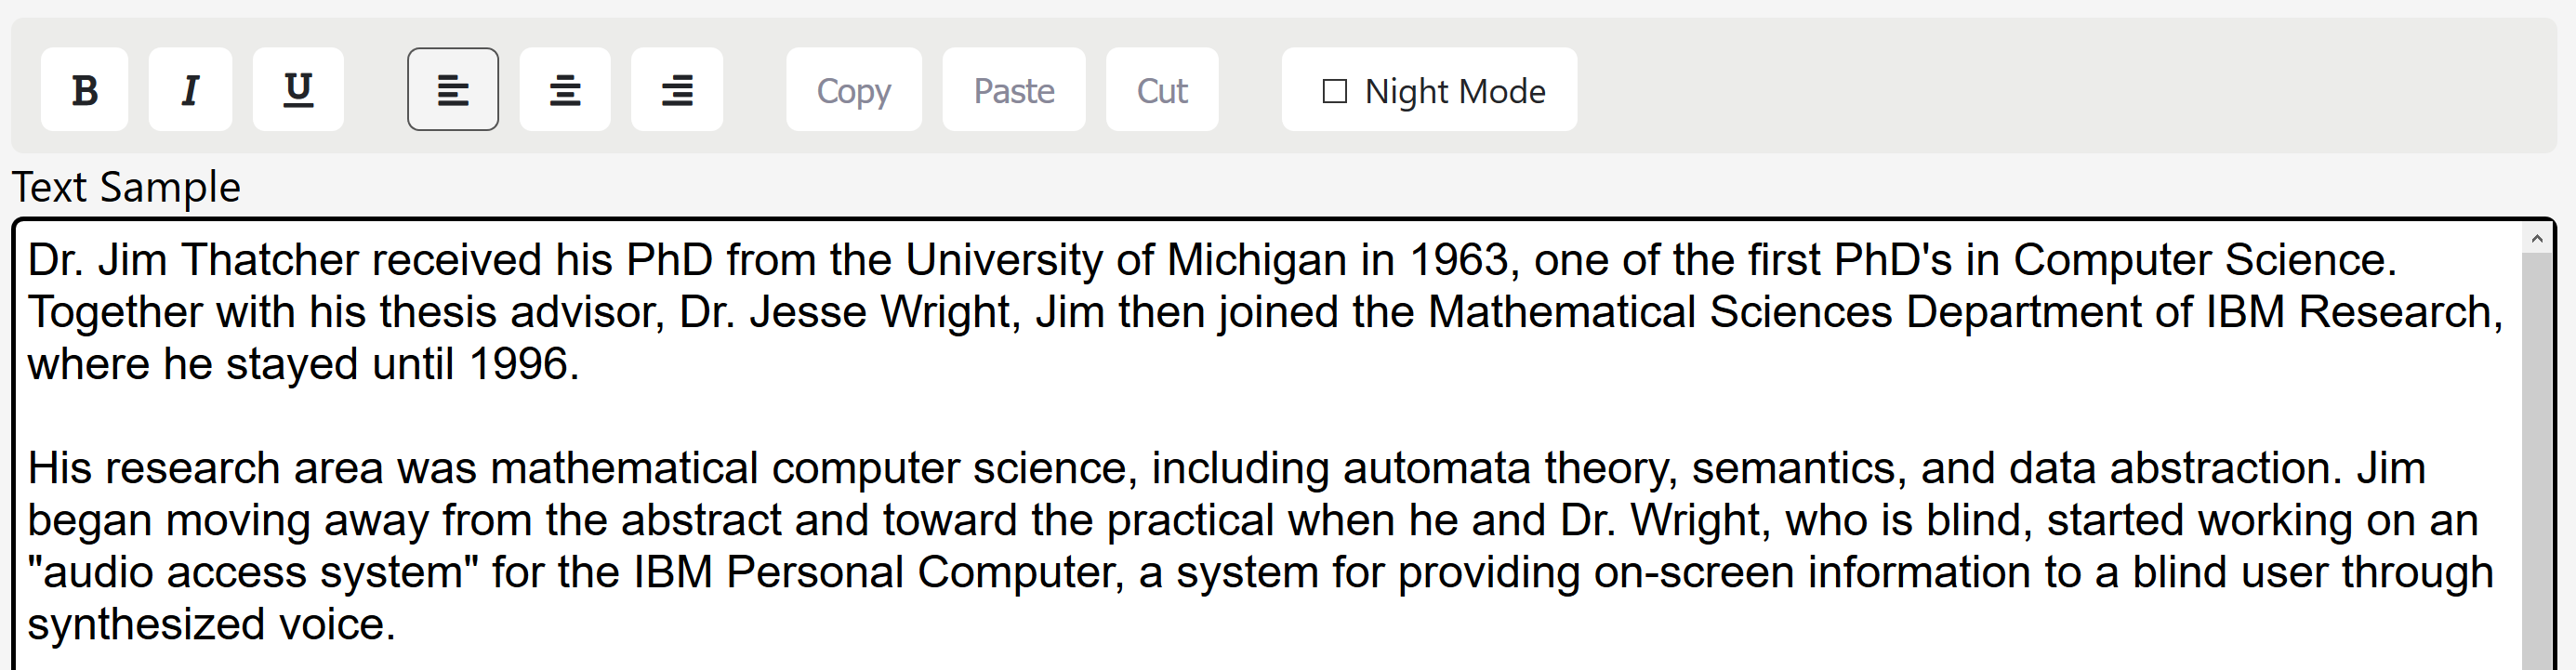 B I U Copy Paste Cut Night Mode
Text Sample
Dr. Jim Thatcher received his PhD from the University of Michigan in 1963, one of the first PhD's in Computer Science.
Together with his thesis advisor, Dr. Jesse Wright, Jim then joined the Mathematical Sciences Department of IBM Research,
where he stayed until 1996.
His research area was mathematical computer science, including automata theory, semantics, and data abstraction. Jim
began moving away from the abstract and toward the practical when he and Dr. Wright, who is blind, started working on an
"audio access system" for the IBM Personal Computer, a system for providing on-screen information to a blind user through
synthesized voice.